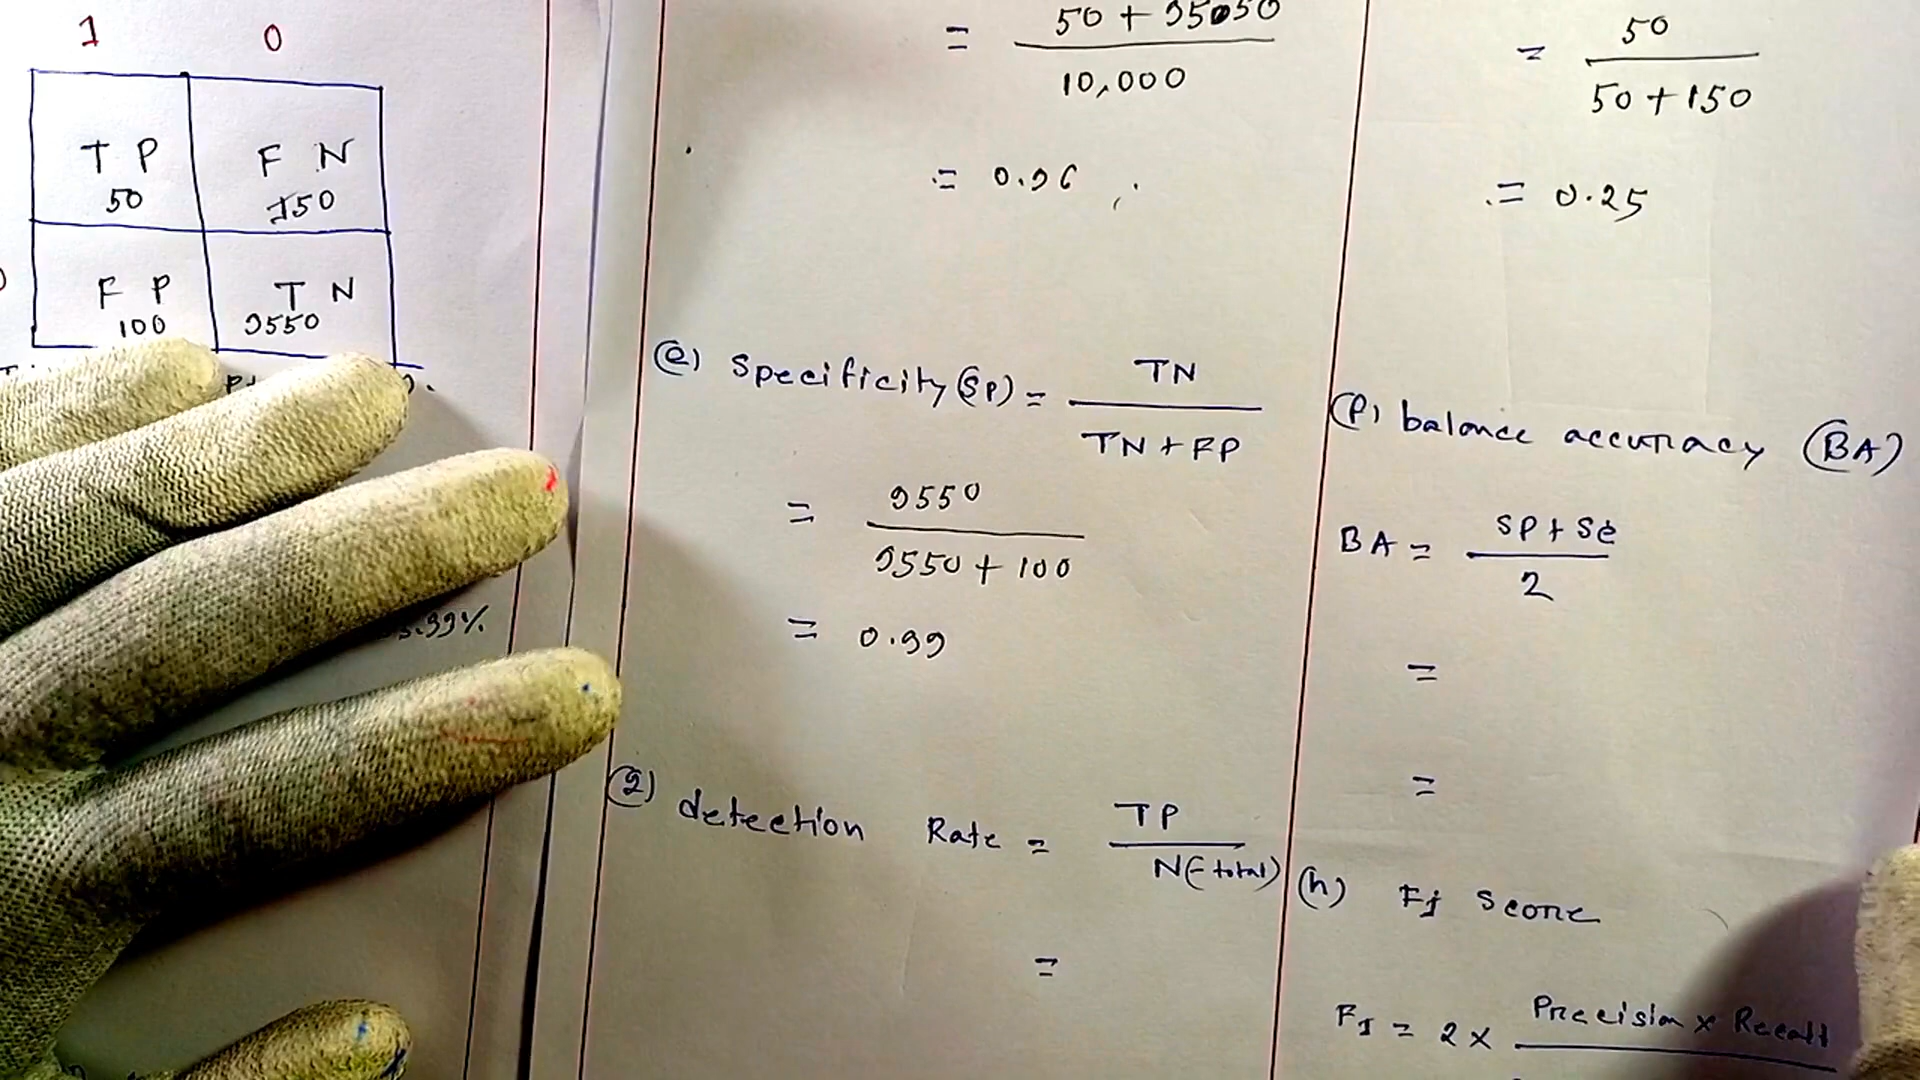 1 0
T P F N
50 150
F P T N
100 9550
= 50 + 95050
10,000
= 0.96
(e) Specificity (SP) = TN
TN + FP
= 9550
9550 + 100
= 0.99
(g) detection Rate = TP
N(total)
=
= 50
50 + 150
= 0.25
(f) balance accuracy (BA)
BA = SP + Se
2
=
=
(h) F1 Score
F1 = 2 x Precision x Recall